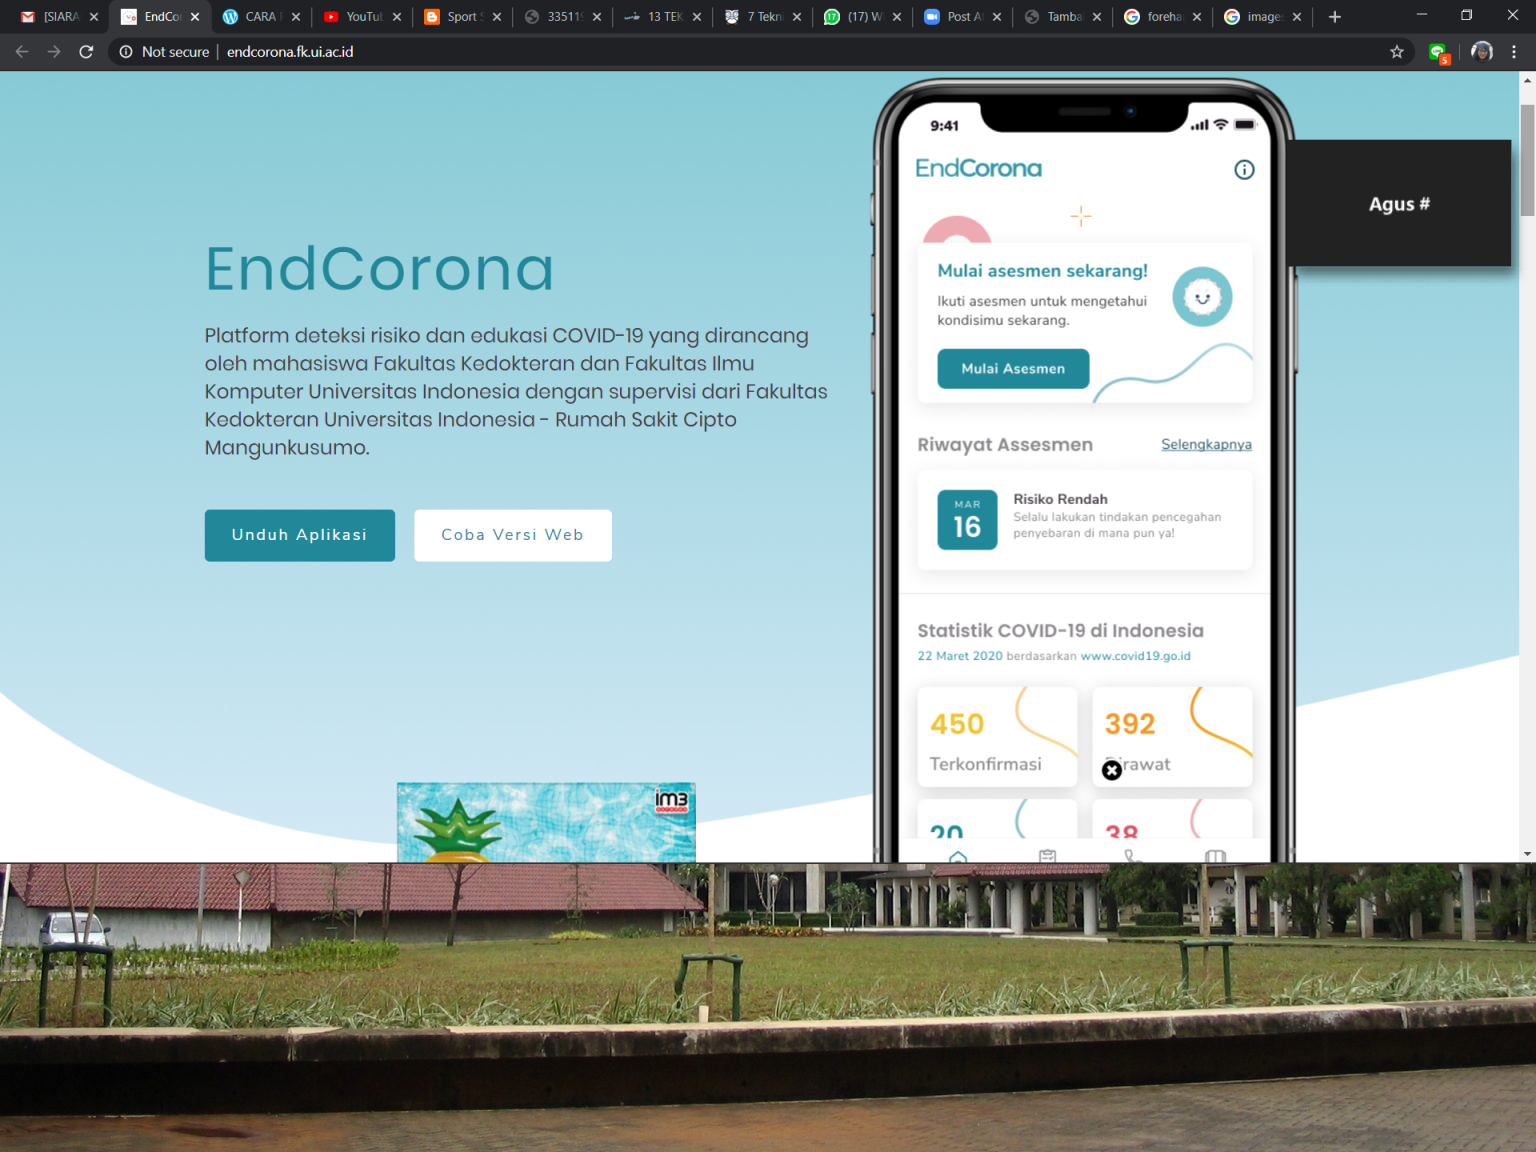 [SIARA
EndCo
CARA
YouTu
Sport
33511
13 TEK
7 Tekn
(17) W
Post A
Tamba
foreha
image
Not secure | endcorona.fk.ui.ac.id
5
EndCorona
Platform deteksi risiko dan edukasi COVID-19 yang dirancang
oleh mahasiswa Fakultas Kedokteran dan Fakultas Ilmu
Komputer Universitas Indonesia dengan supervisi dari Fakultas
Kedokteran Universitas Indonesia - Rumah Sakit Cipto
Mangunkusumo.
Unduh Aplikasi
Coba Versi Web
im3
9:41
EndCorona
Mulai asesmen sekarang!
Ikuti asesmen untuk mengetahui
kondisimu sekarang.
Mulai Asesmen
Riwayat Assesmen
Selengkapnya
MAR
16
Risiko Rendah
Selalu lakukan tindakan pencegahan
penyebaran di mana pun ya!
Statistik COVID-19 di Indonesia
22 Maret 2020 berdasarkan www.covid19.go.id
450
Terkonfirmasi
392
Dirawat
20
38
Agus #